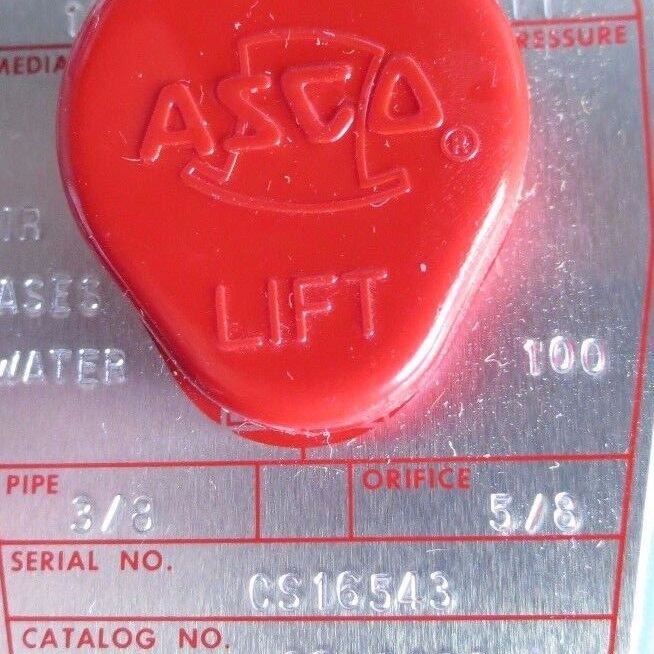 MEDIA
RESSURE
ASCO®
IR
ASES
LIFT
WATER 100
PIPE 3/8 ORIFICE 5/8
SERIAL NO.
CS16543
CATALOG NO.